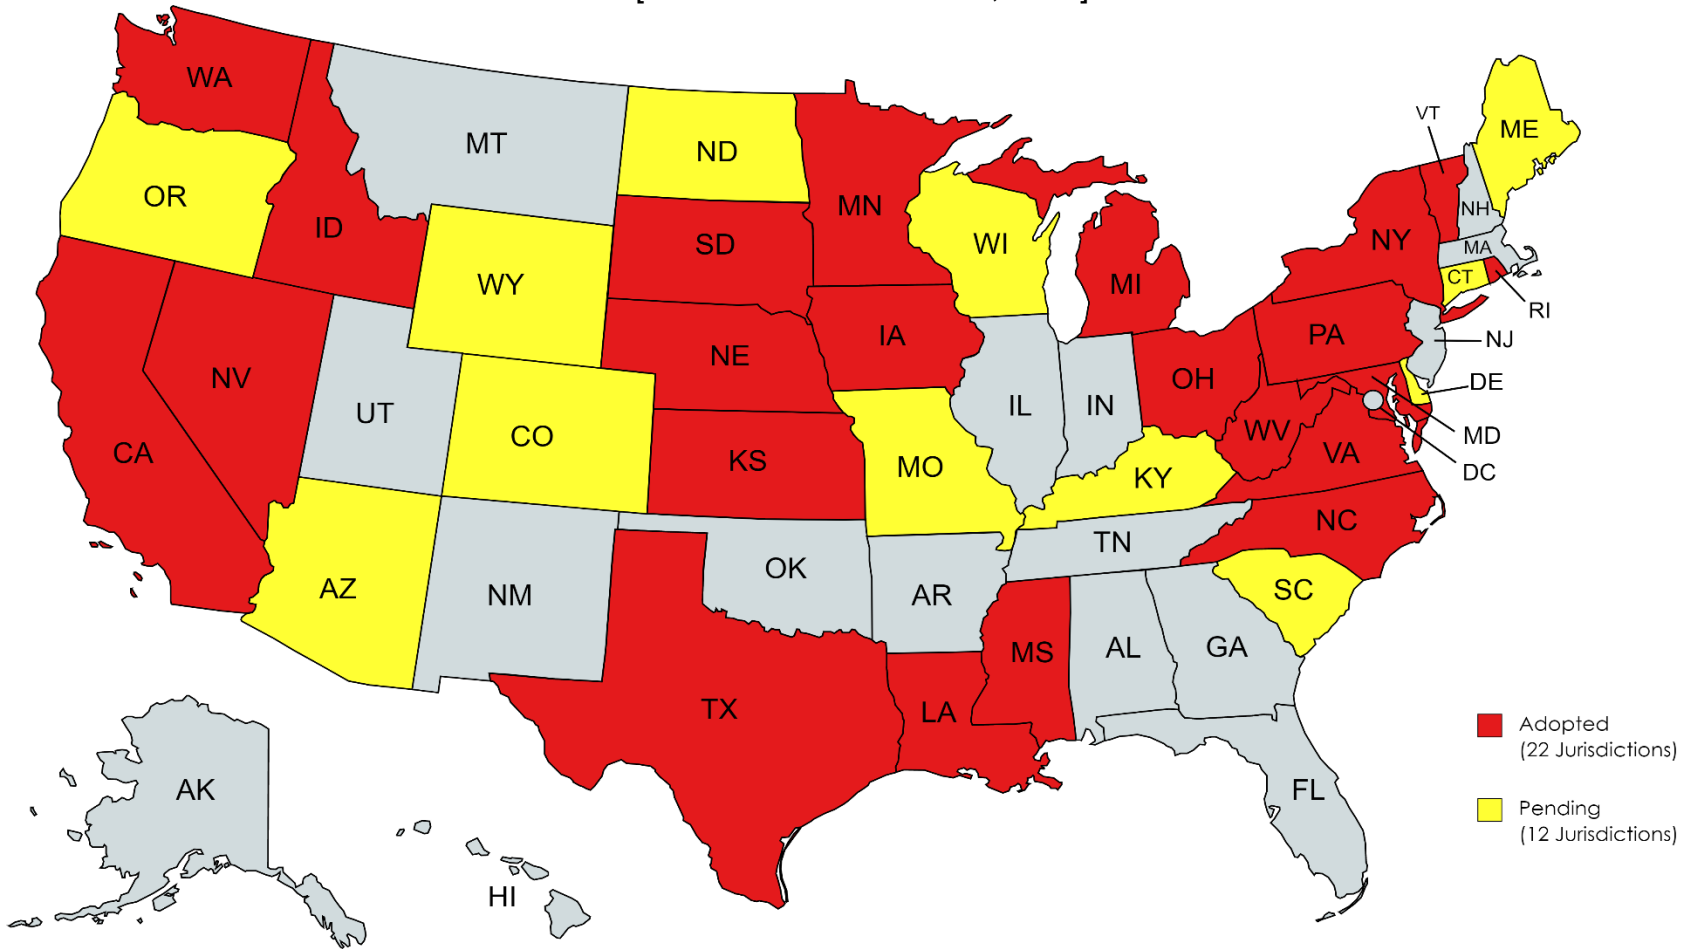 WA
MT
ND
VT
ME
OR
MN
ID
SD
WI
NH
NY
MA
WY
MI
CT
RI
IA
PA
NJ
NE
NV
OH
DE
UT
IL
IN
CO
WV
MD
CA
KS
MO
VA
DC
KY
NC
TN
AZ
OK
SC
NM
AR
MS
AL
GA
TX
LA
Adopted
(22 Jurisdictions)
AK
FL
Pending
(12 Jurisdictions)
HI